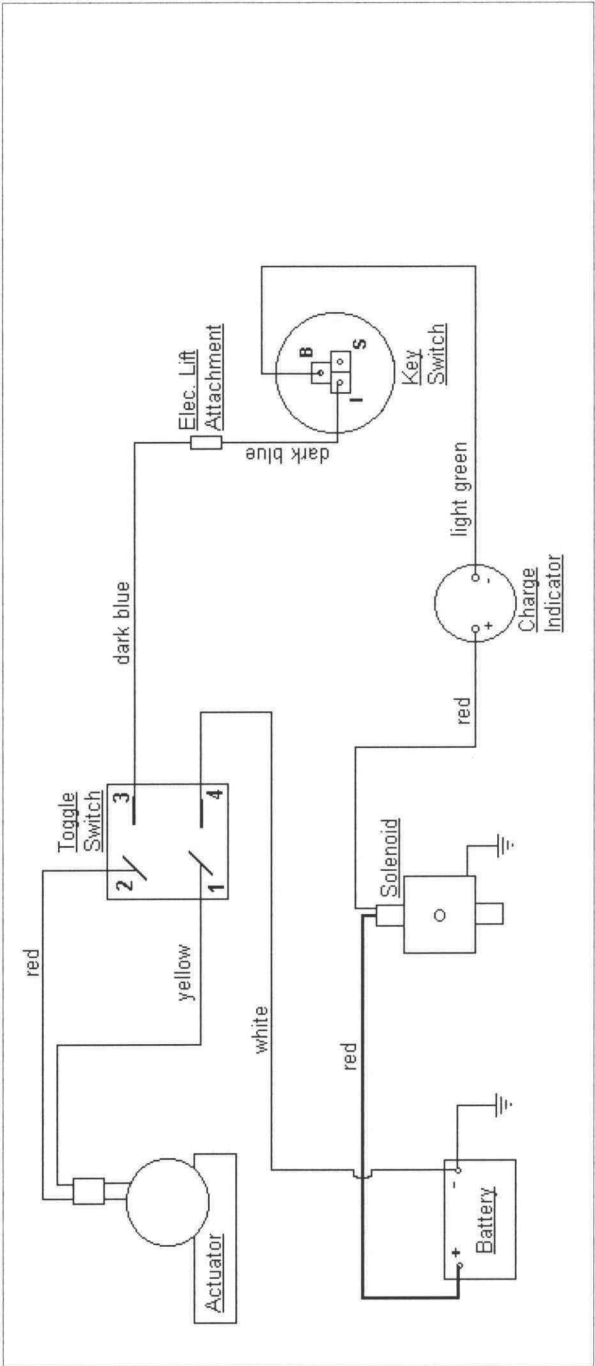 Actuator
red
yellow
Toggle
Switch
2
3
1
4
dark blue
Elec. Lift
Attachment
dark blue
B
S
I
Key
Switch
white
red
Battery
+
-
Solenoid
red
+
-
Charge
Indicator
light green